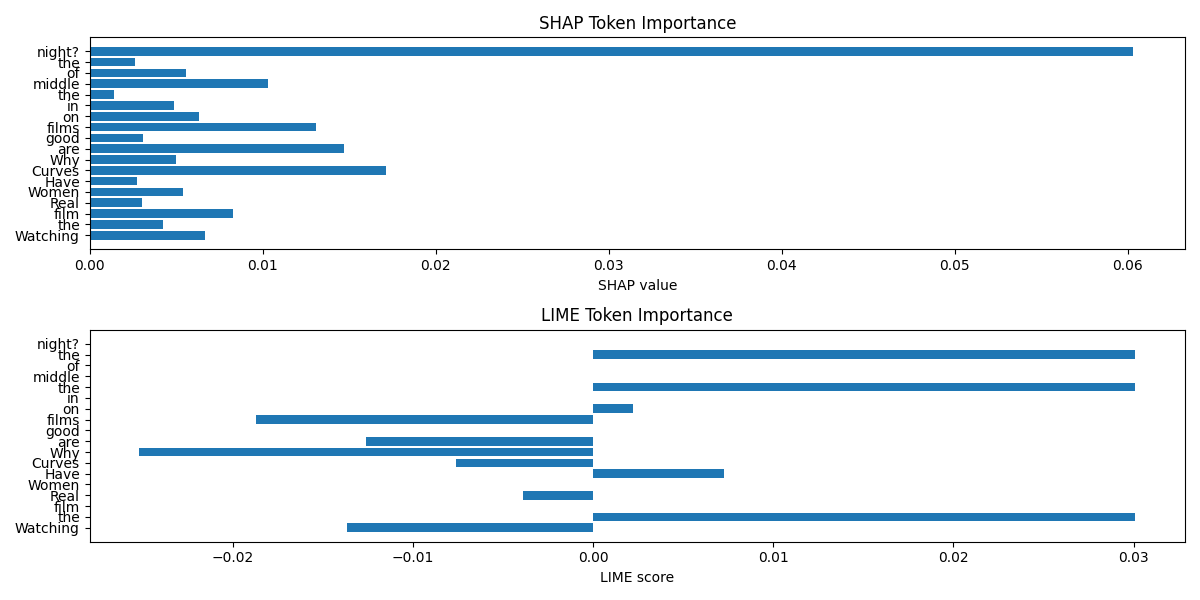 SHAP Token Importance
night?
the
of
middle
the
in
on
films
good
are
Why
Curves
Have
Women
Real
film
the
Watching
0.00 0.01 0.02 0.03 0.04 0.05 0.06
SHAP value
LIME Token Importance
night?
the
of
middle
the
in
on
films
good
are
Why
Curves
Have
Women
Real
film
the
Watching
−0.02 −0.01 0.00 0.01 0.02 0.03
LIME score